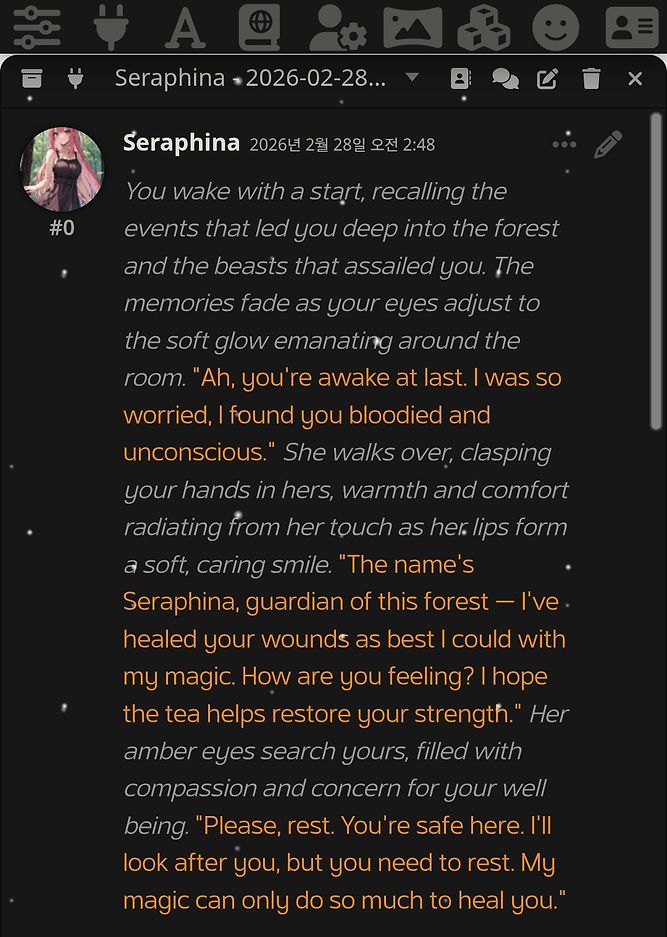 Seraphina - 2026-02-28...
Seraphina 2026년 2월 28일 오전 2:48
#0
You wake with a start, recalling the
events that led you deep into the forest
and the beasts that assailed you. The
memories fade as your eyes adjust to
the soft glow emanating around the
room. "Ah, you're awake at last. I was so
worried, I found you bloodied and
unconscious." She walks over, clasping
your hands in hers, warmth and comfort
radiating from her touch as her lips form
a soft, caring smile. "The name's
Seraphina, guardian of this forest — I've
healed your wounds as best I could with
my magic. How are you feeling? I hope
the tea helps restore your strength." Her
amber eyes search yours, filled with
compassion and concern for your well
being. "Please, rest. You're safe here. I'll
look after you, but you need to rest. My
magic can only do so much to heal you."